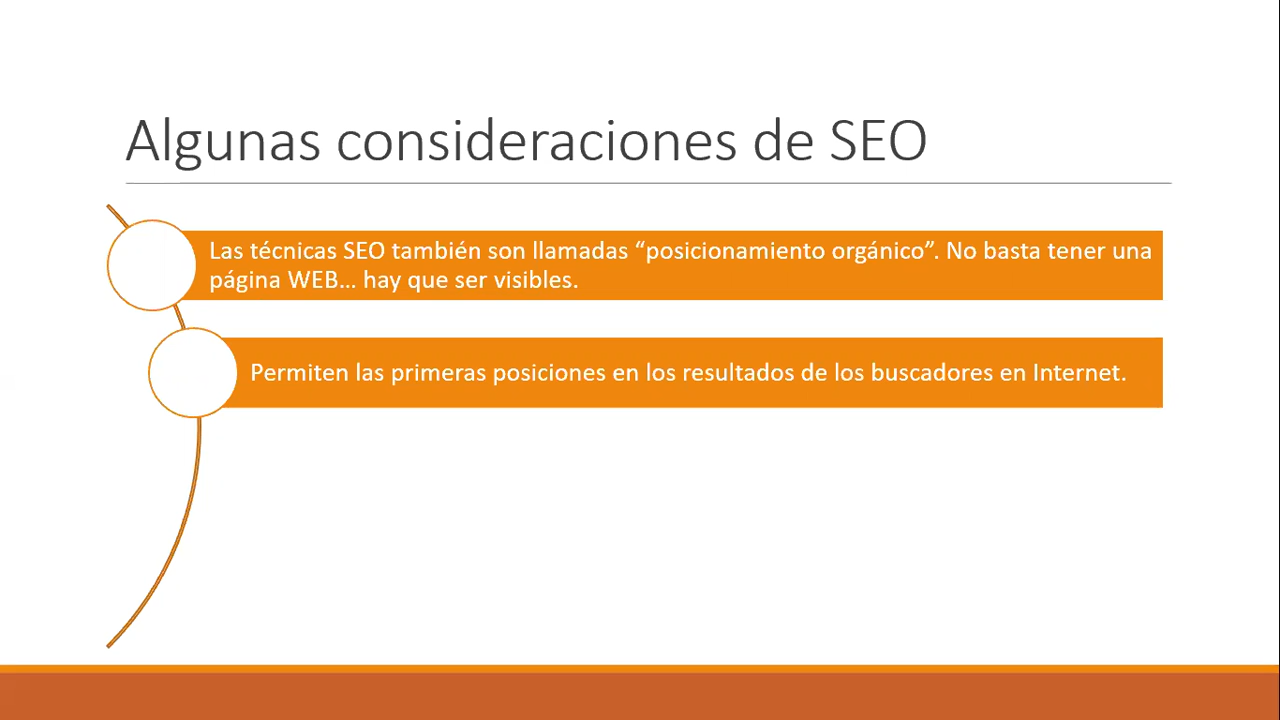 Algunas consideraciones de SEO
Las técnicas SEO también son llamadas “posicionamiento orgánico”. No basta tener una
página WEB... hay que ser visibles.
Permiten las primeras posiciones en los resultados de los buscadores en Internet.